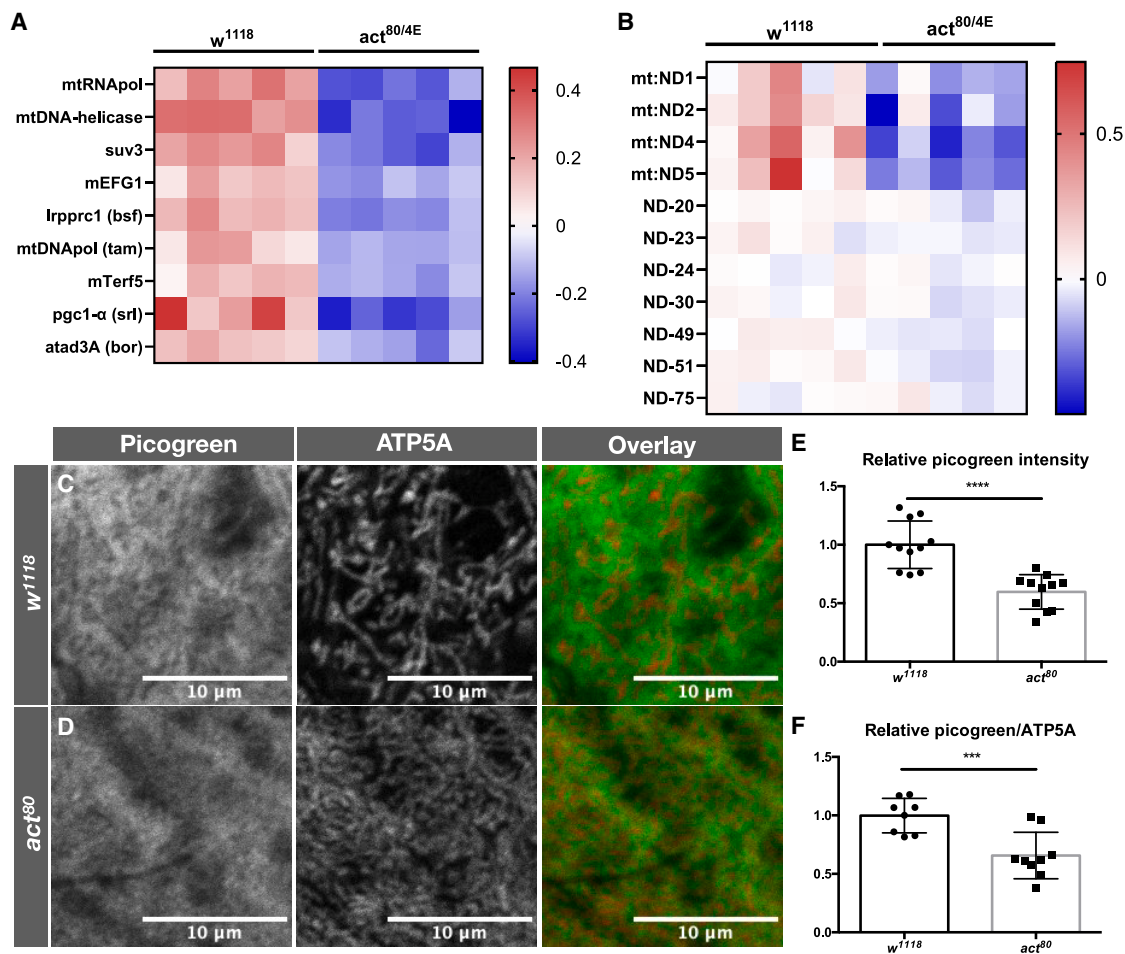 A
w1118
act80/4E
mtRNApol
mtDNA-helicase
suv3
mEFG1
lrpprc1 (bsf)
mtDNApol (tam)
mTerf5
pgc1-α (srl)
atad3A (bor)
0.4
0.2
0
-0.2
-0.4
B
w1118
act80/4E
mt:ND1
mt:ND2
mt:ND4
mt:ND5
ND-20
ND-23
ND-24
ND-30
ND-49
ND-51
ND-75
0.5
0
Picogreen
ATP5A
Overlay
w1118
C
10 µm
10 µm
10 µm
act80
D
10 µm
10 µm
10 µm
E
Relative picogreen intensity
****
1.5
1.0
0.5
0.0
w1118
act80
F
Relative picogreen/ATP5A
***
1.5
1.0
0.5
0.0
w1118
act80